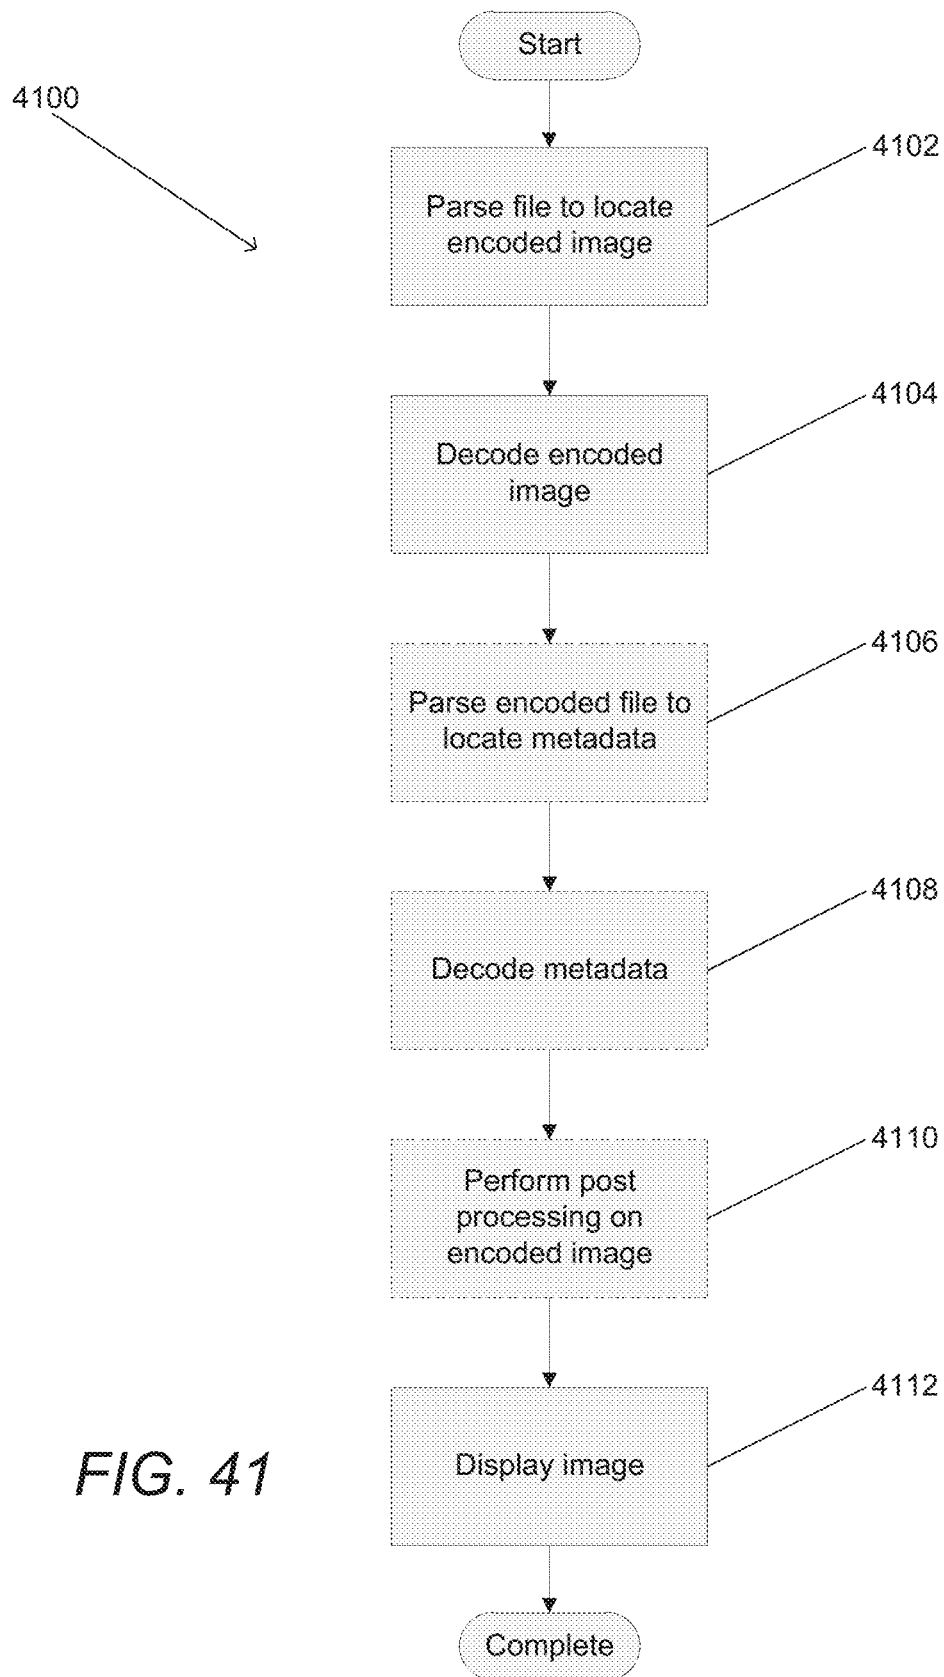 Start
4100
4102
Parse file to locate
encoded image
4104
Decode encoded
image
4106
Parse encoded file to
locate metadata
4108
Decode metadata
4110
Perform post
processing on
encoded image
4112
Display image
FIG. 41
Complete